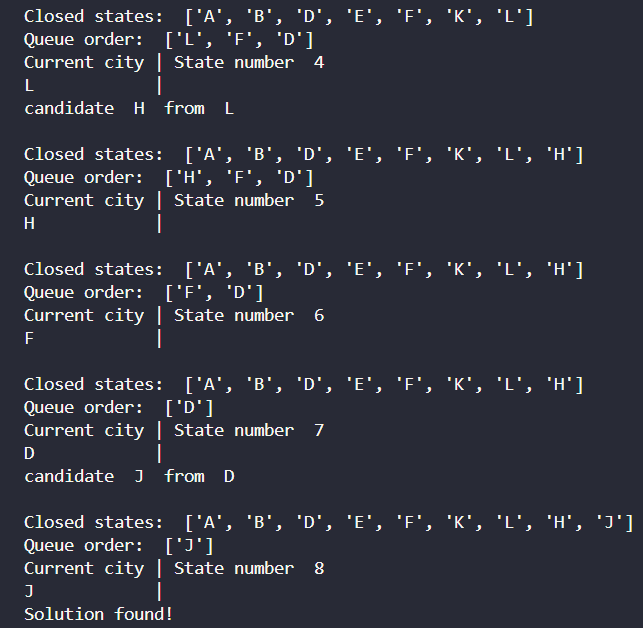 Closed states:  ['A', 'B', 'D', 'E', 'F', 'K', 'L']
Queue order:  ['L', 'F', 'D']
Current city | State number  4
L            |
candidate  H  from  L

Closed states:  ['A', 'B', 'D', 'E', 'F', 'K', 'L', 'H']
Queue order:  ['H', 'F', 'D']
Current city | State number  5
H            |

Closed states:  ['A', 'B', 'D', 'E', 'F', 'K', 'L', 'H']
Queue order:  ['F', 'D']
Current city | State number  6
F            |

Closed states:  ['A', 'B', 'D', 'E', 'F', 'K', 'L', 'H']
Queue order:  ['D']
Current city | State number  7
D            |
candidate  J  from  D

Closed states:  ['A', 'B', 'D', 'E', 'F', 'K', 'L', 'H', 'J']
Queue order:  ['J']
Current city | State number  8
J            |
Solution found!